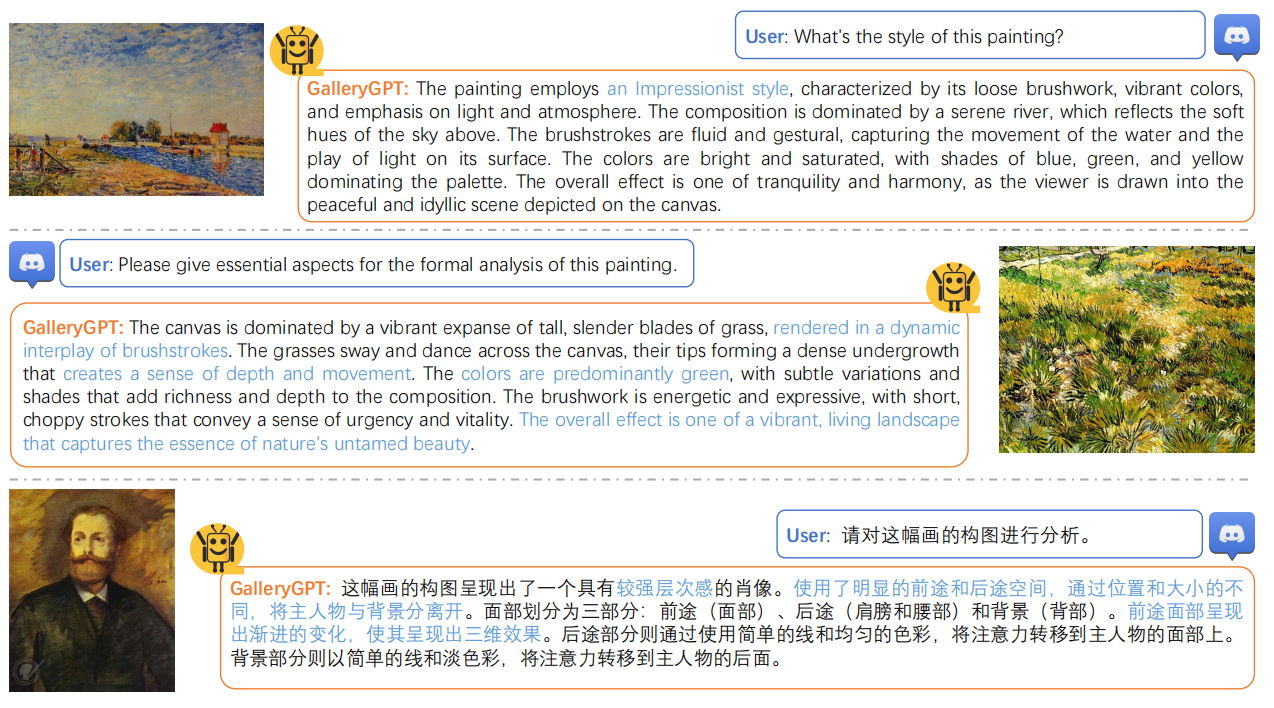 User: What's the style of this painting?
GalleryGPT: The painting employs an Impressionist style, characterized by its loose brushwork, vibrant colors,
and emphasis on light and atmosphere. The composition is dominated by a serene river, which reflects the soft
hues of the sky above. The brushstrokes are fluid and gestural, capturing the movement of the water and the
play of light on its surface. The colors are bright and saturated, with shades of blue, green, and yellow
dominating the palette. The overall effect is one of tranquility and harmony, as the viewer is drawn into the
peaceful and idyllic scene depicted on the canvas.
User: Please give essential aspects for the formal analysis of this painting.
GalleryGPT: The canvas is dominated by a vibrant expanse of tall, slender blades of grass, rendered in a dynamic
interplay of brushstrokes. The grasses sway and dance across the canvas, their tips forming a dense undergrowth
that creates a sense of depth and movement. The colors are predominantly green, with subtle variations and
shades that add richness and depth to the composition. The brushwork is energetic and expressive, with short,
choppy strokes that convey a sense of urgency and vitality. The overall effect is one of a vibrant, living landscape
that captures the essence of nature's untamed beauty.
User: 请对这幅画的构图进行分析。
GalleryGPT: 这幅画的构图呈现出了一个具有较强层次感的肖像。使用了明显的前途和后途空间，通过位置和大小的不
同，将主人物与背景分离开。面部划分为三部分：前途（面部）、后途（肩膀和腰部）和背景（背部）。前途面部呈现
出渐进的变化，使其呈现出三维效果。后途部分则通过使用简单的线和均匀的色彩，将注意力转移到主人物的面部上。
背景部分则以简单的线和淡色彩，将注意力转移到主人物的后面。